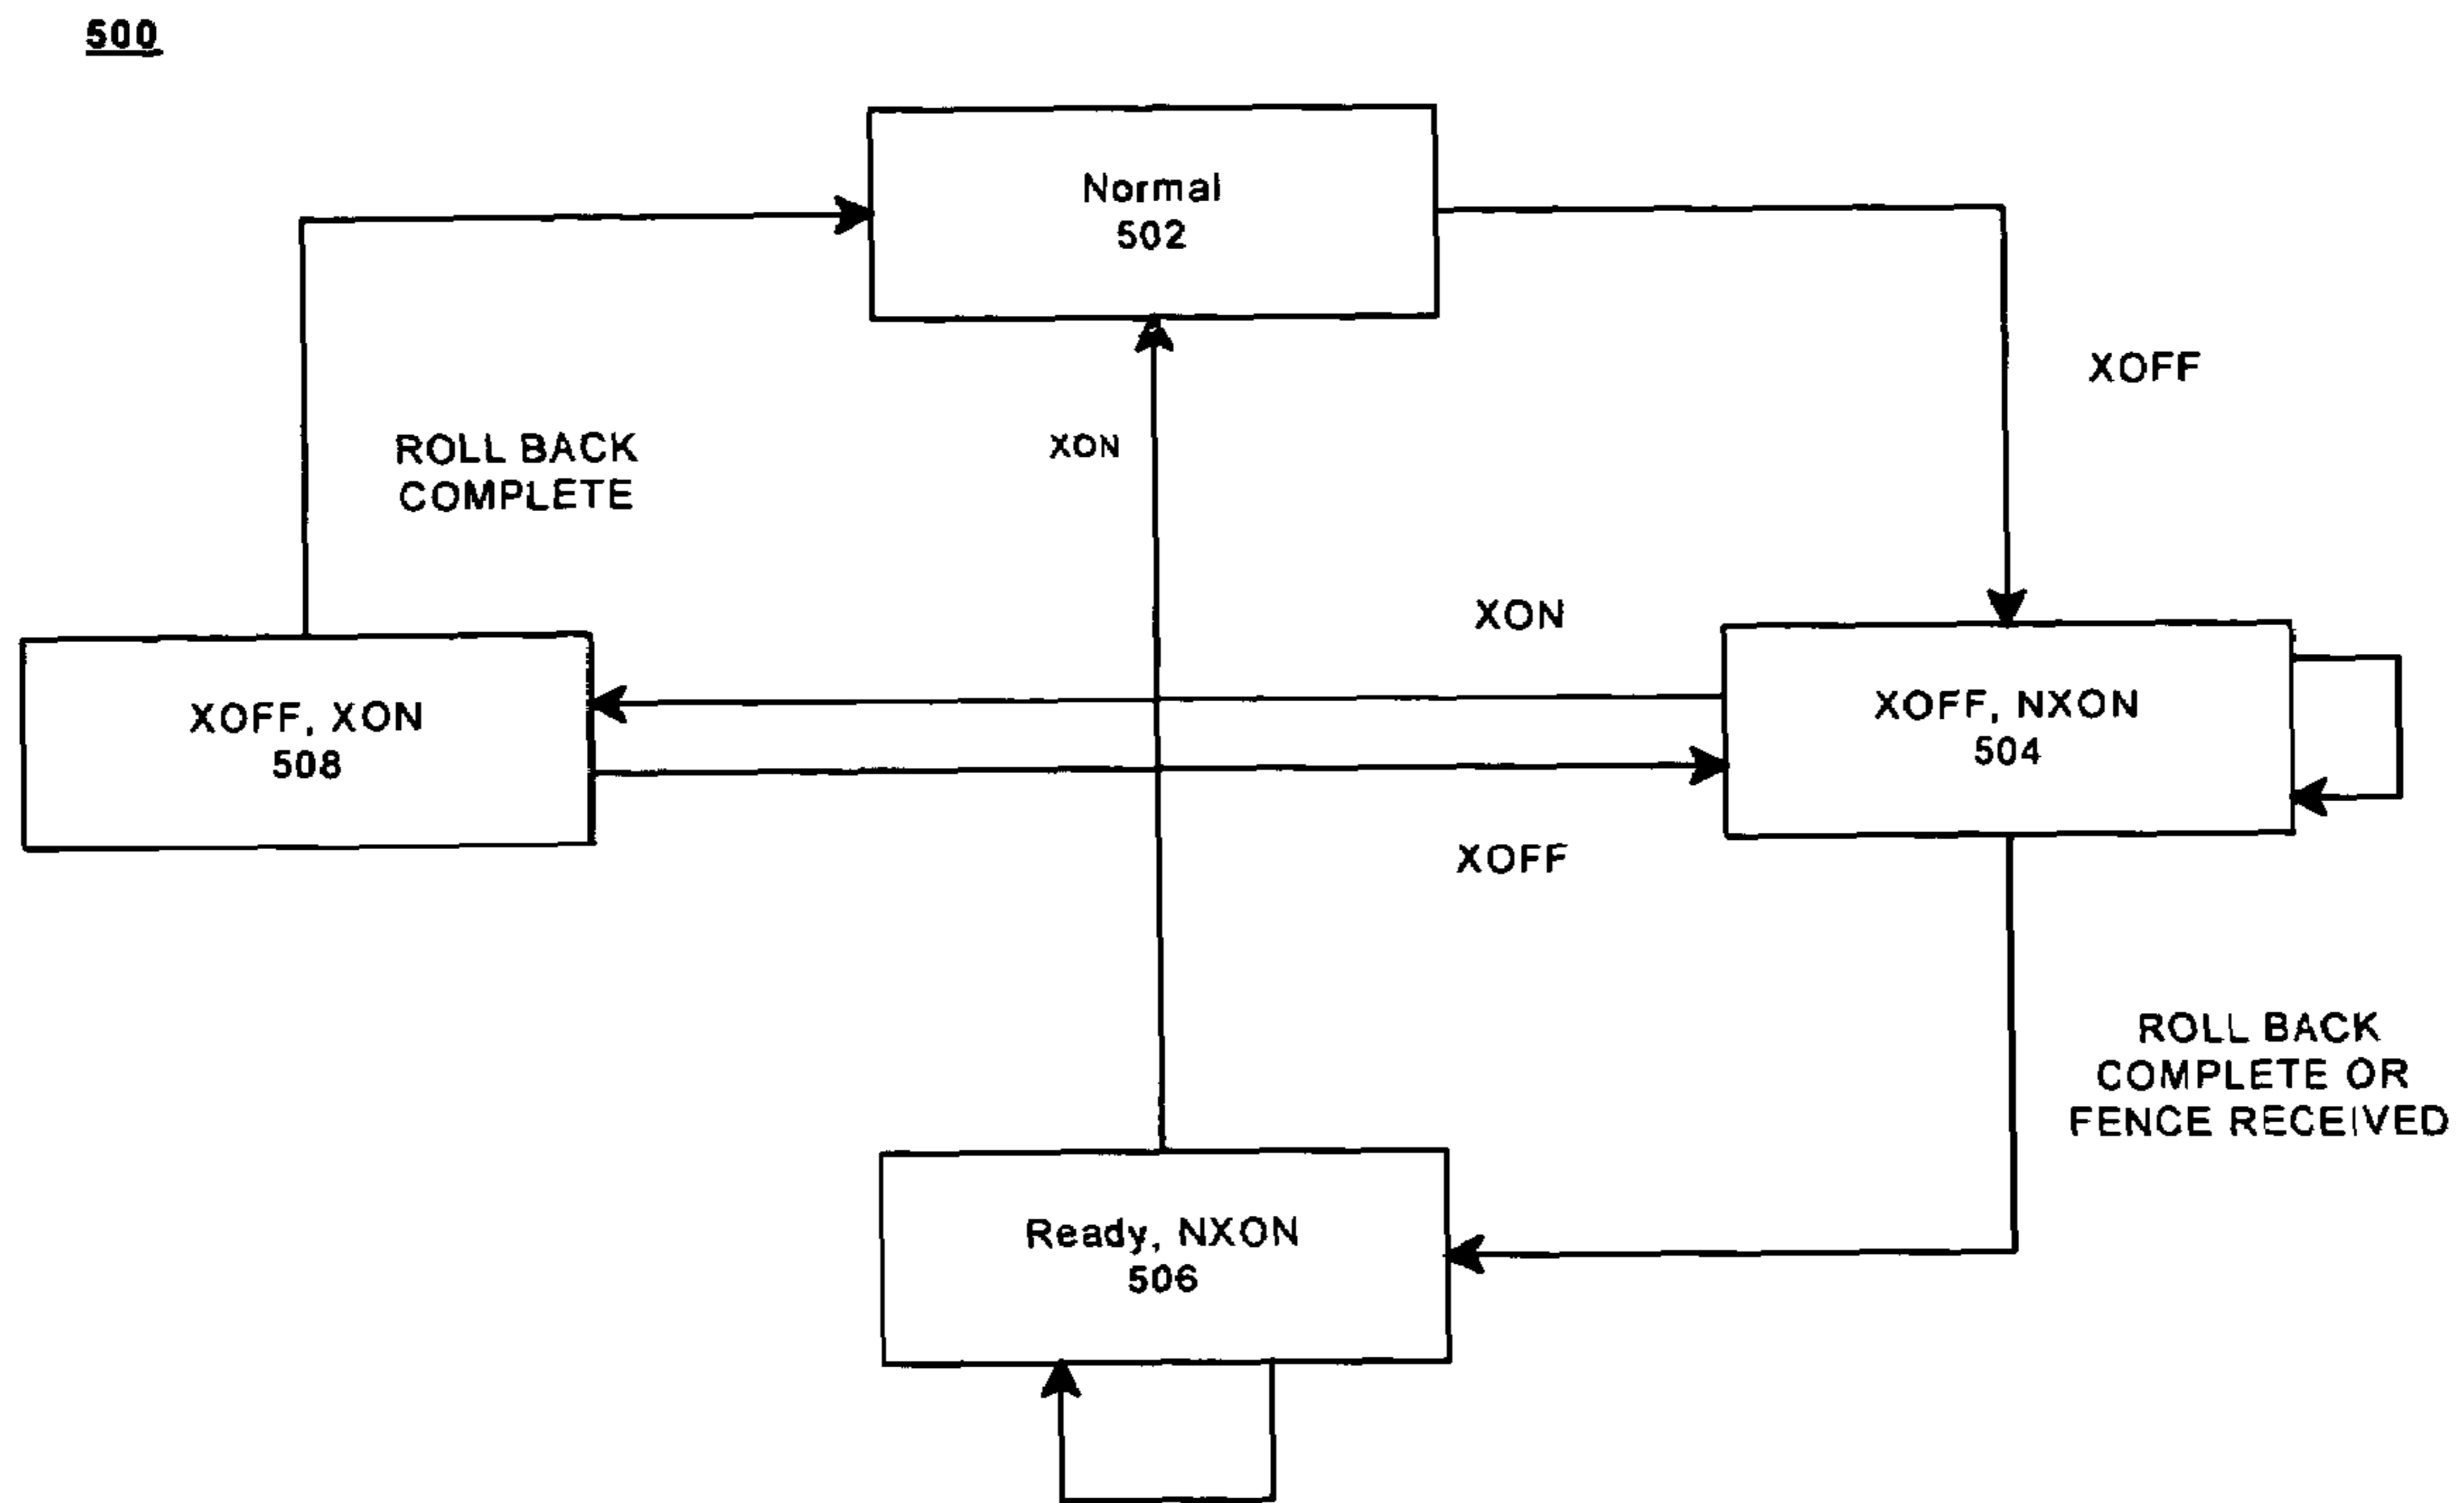 500
Normal
502
XOFF
ROLL BACK
COMPLETE
XON
XON
XOFF, XON
508
XOFF, NXON
504
XOFF
ROLL BACK
COMPLETE OR
FENCE RECEIVED
Ready, NXON
506